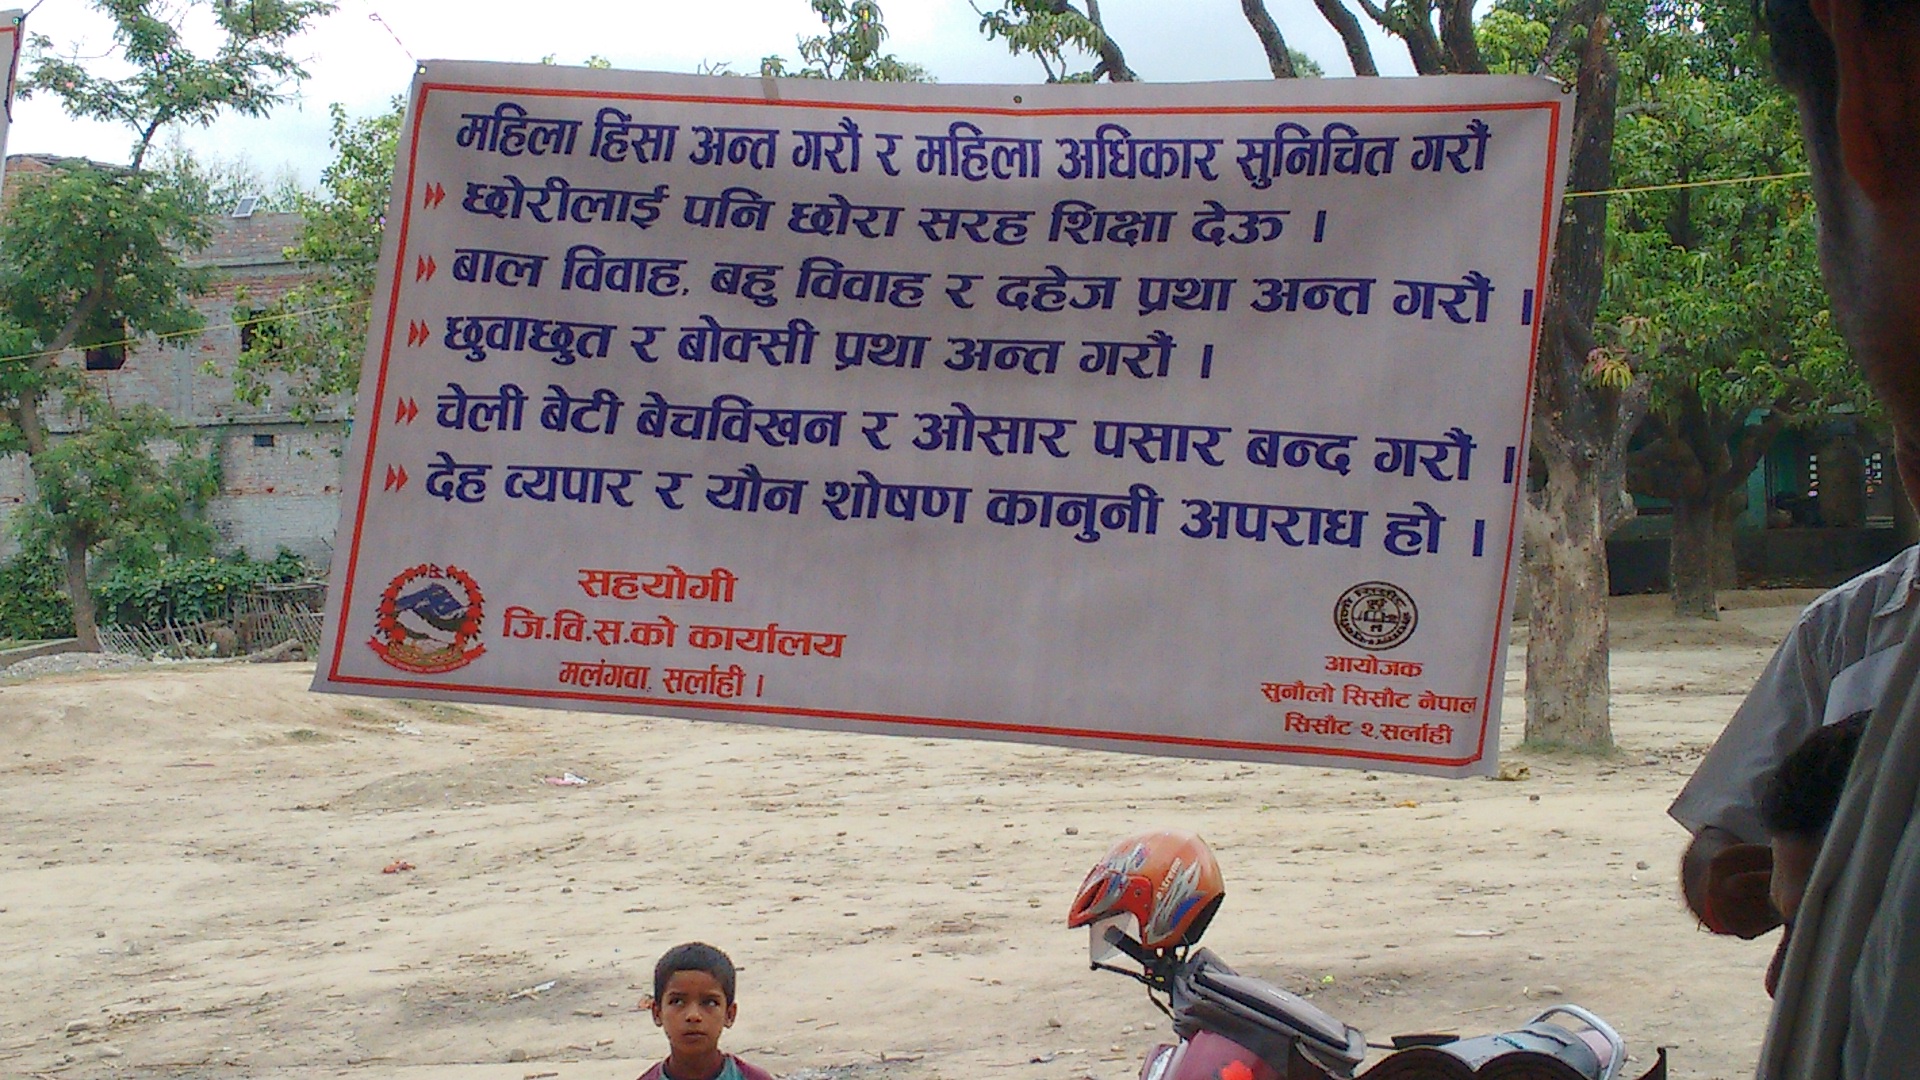 महिला हिंसा अन्त गरौं र महिला अधिकार सुनिचित गरौं
छोरीलाई पनि छोरा सरह शिक्षा देऊ ।
बाल विवाह, बहु विवाह र दहेज प्रथा अन्त गरौं ।
छुवाछुत र बोक्सी प्रथा अन्त गरौं ।
चेली बेटी बेचविखन र ओसार पसार बन्द गरौं ।
देह व्यपार र यौन शोषण कानुनी अपराध हो ।
सहयोगी
जि.वि.स.को कार्यालय
मलंगवा, सर्लाही ।
आयोजक
सुनौलो सिसौट नेपाल
सिसौट २,सर्लाही